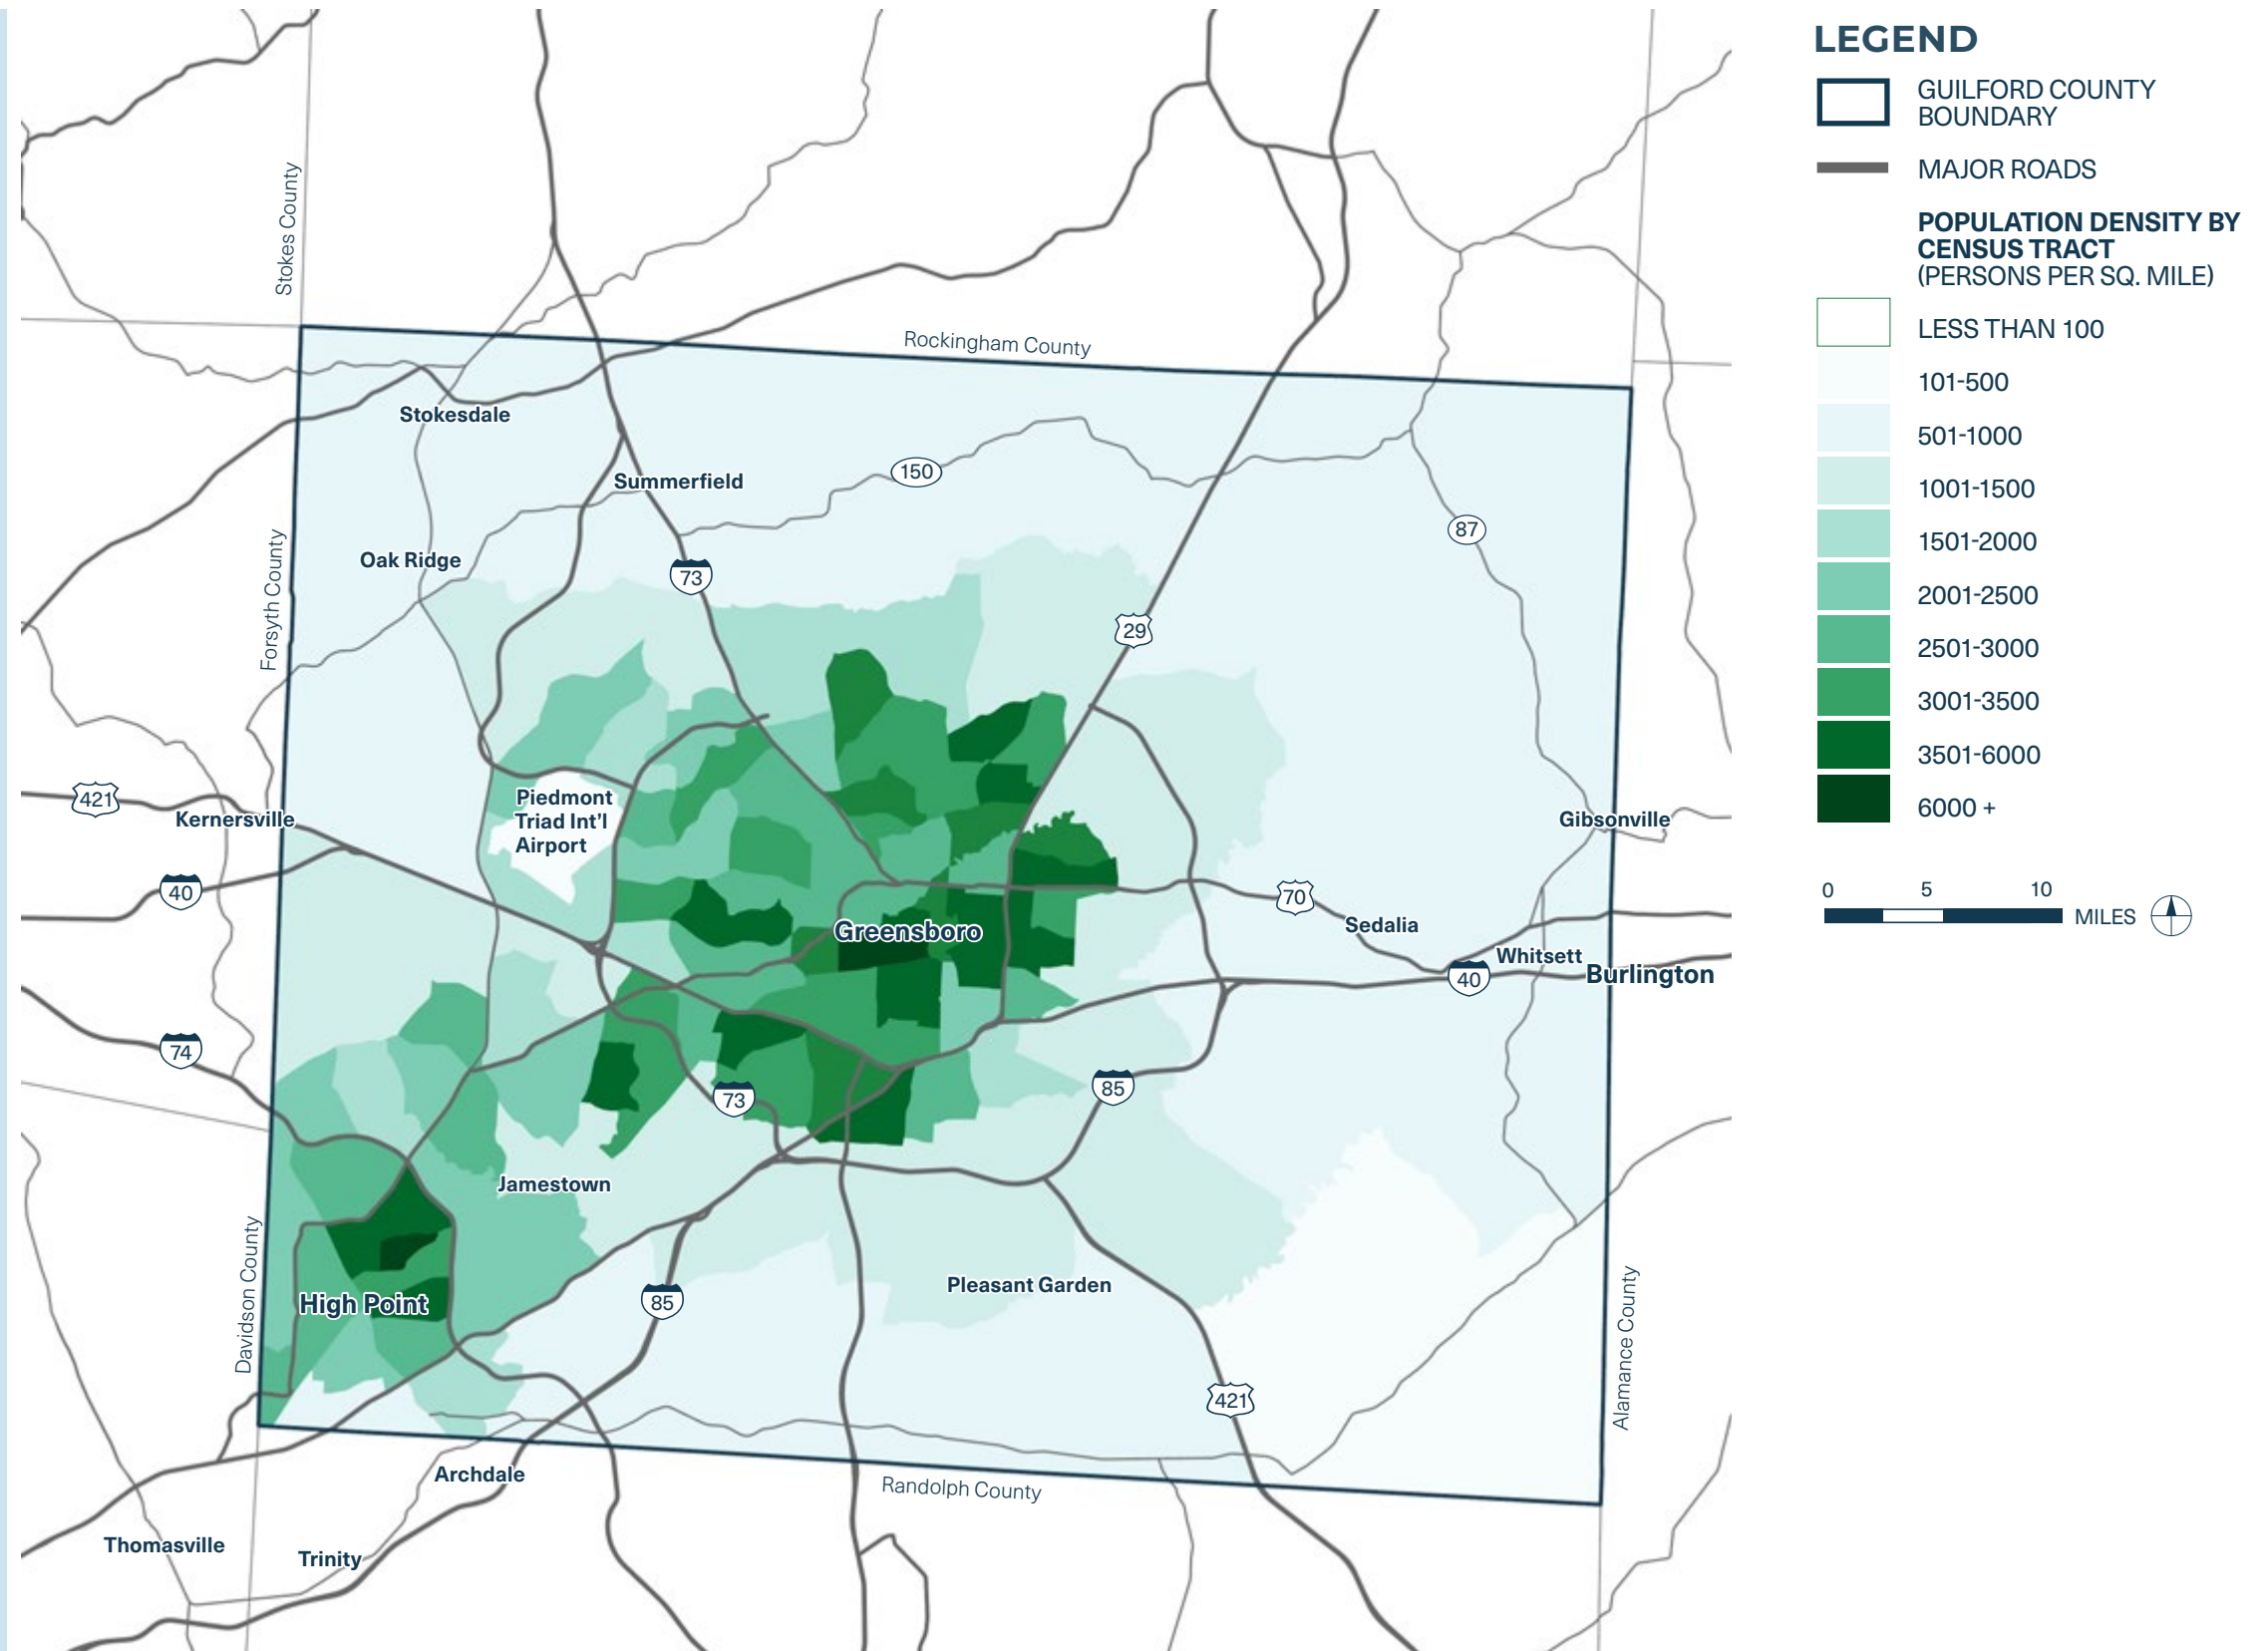 Stokes County
Rockingham County
Stokesdale
Summerfield
150
87
Oak Ridge
Forsyth County
73
29
421
Kernersville
Piedmont
Triad Int'l
Airport
Gibsonville
40
70
Greensboro
Sedalia
Whitsett
40
Burlington
74
73
85
Jamestown
Davidson County
High Point
85
Pleasant Garden
Alamance County
421
Archdale
Randolph County
Thomasville
Trinity
LEGEND
GUILFORD COUNTY
BOUNDARY
MAJOR ROADS
POPULATION DENSITY BY
CENSUS TRACT
(PERSONS PER SQ. MILE)
LESS THAN 100
101-500
501-1000
1001-1500
1501-2000
2001-2500
2501-3000
3001-3500
3501-6000
6000 +
0 5 10
MILES